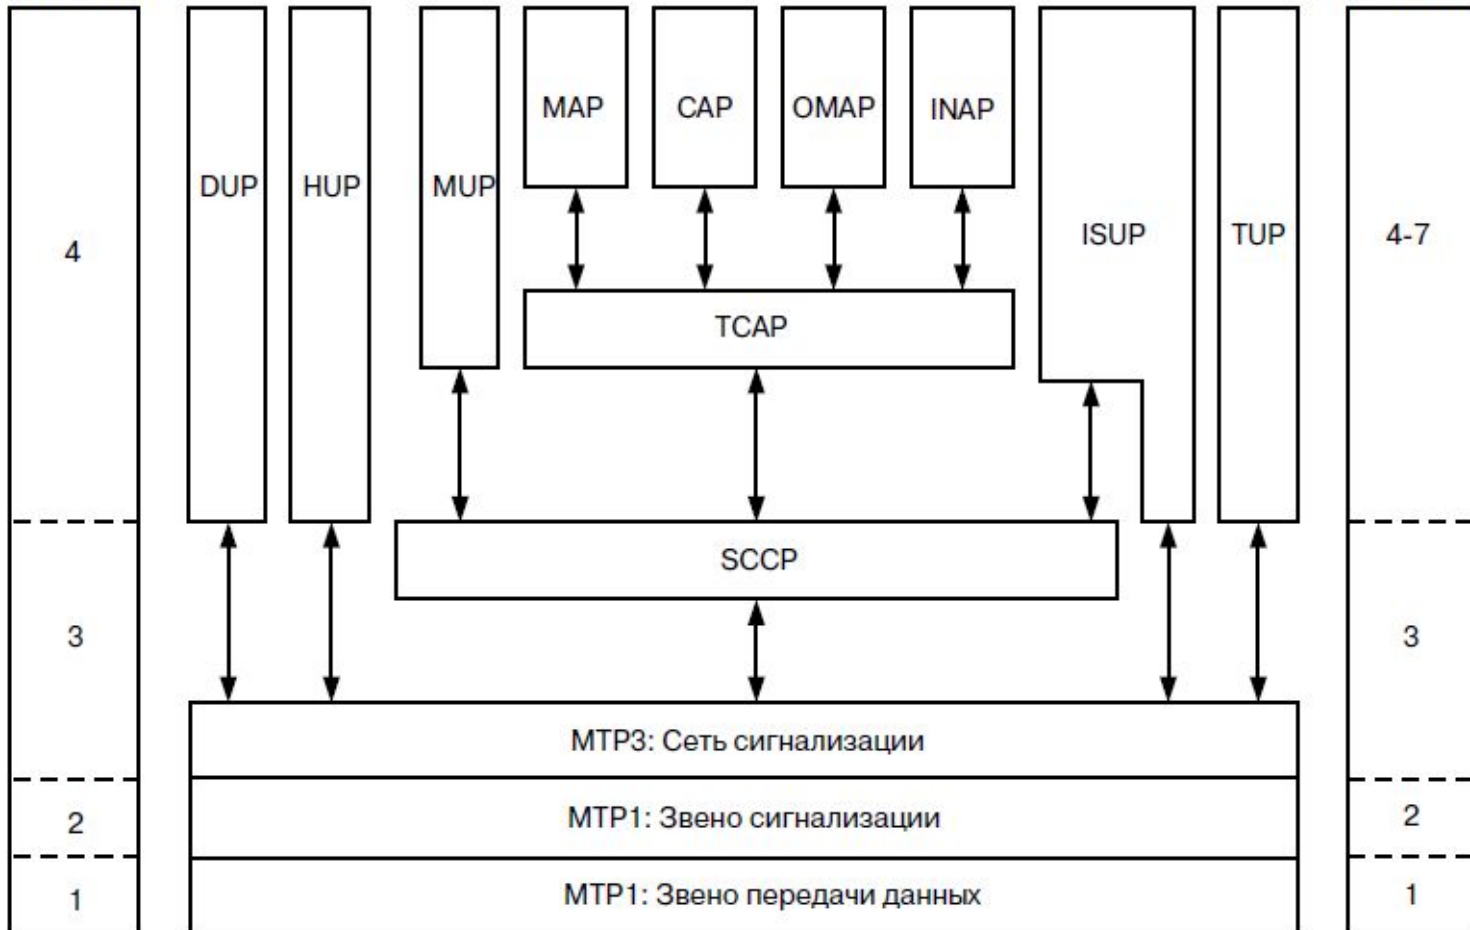 MAP
CAP
OMAP
INAP
DUP
HUP
MUP
ISUP
TUP
4
4-7
TCAP
SCCP
3
3
MTP3: Сеть сигнализации
2
MTP1: Звено сигнализации
2
1
MTP1: Звено передачи данных
1